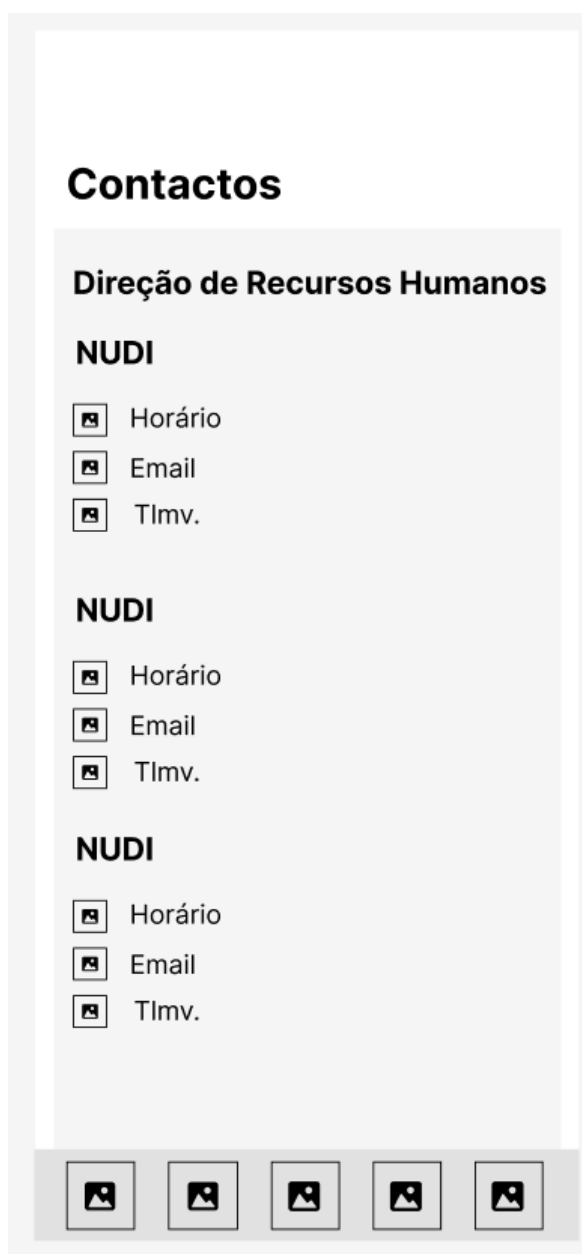 Contactos
Direção de Recursos Humanos
NUDI
Horário
Email
Tlmv.
NUDI
Horário
Email
Tlmv.
NUDI
Horário
Email
Tlmv.